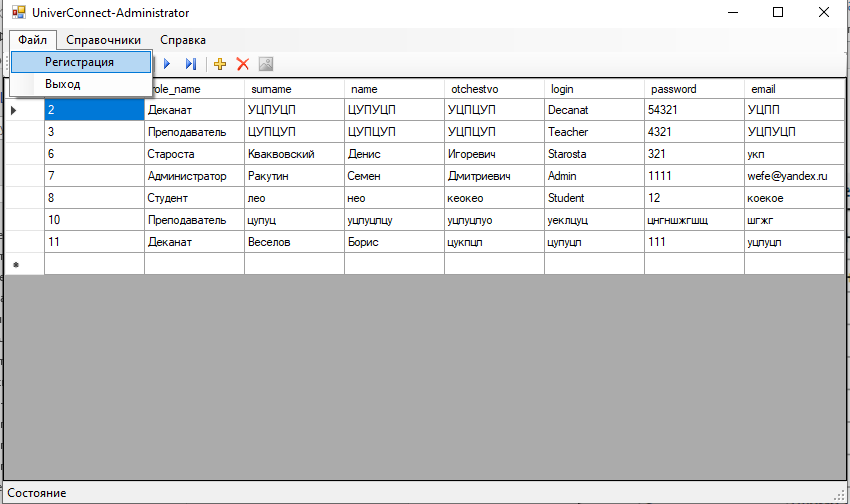 UniverConnect-Administrator
Файл Справочники Справка
Регистрация
Выход
role_name surname name otchestvo login password email
2 Деканат УЦПУЦП ЦУПУЦП УЦПЦУП Decanat 54321 УЦПП
3 Преподаватель ЦУПЦУП ЦУПЦУП УЦПЦУП Teacher 4321 УЦПУЦП
6 Староста Кваквовский Денис Игоревич Starosta 321 укп
7 Администратор Ракутин Семен Дмитриевич Admin 1111 wefe@yandex.ru
8 Студент лео нео кеокео Student 12 коекое
10 Преподаватель цупуц уцпуцпцу уцпуцпуо уеклцуц цнгншжгшщ шгжг
11 Деканат Веселов Борис цукпцп цупуцп 111 уцпуцп
Состояние